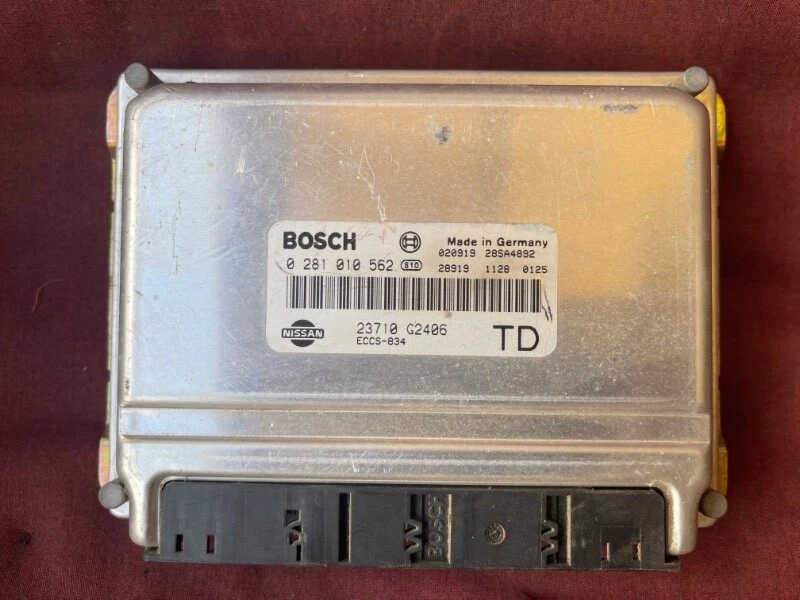 BOSCH Made in Germany
020919 28SA4892
0 281 010 562 810 28919 1128 0125
NISSAN 23710 G2406 TD
ECCS-834
BOSCH